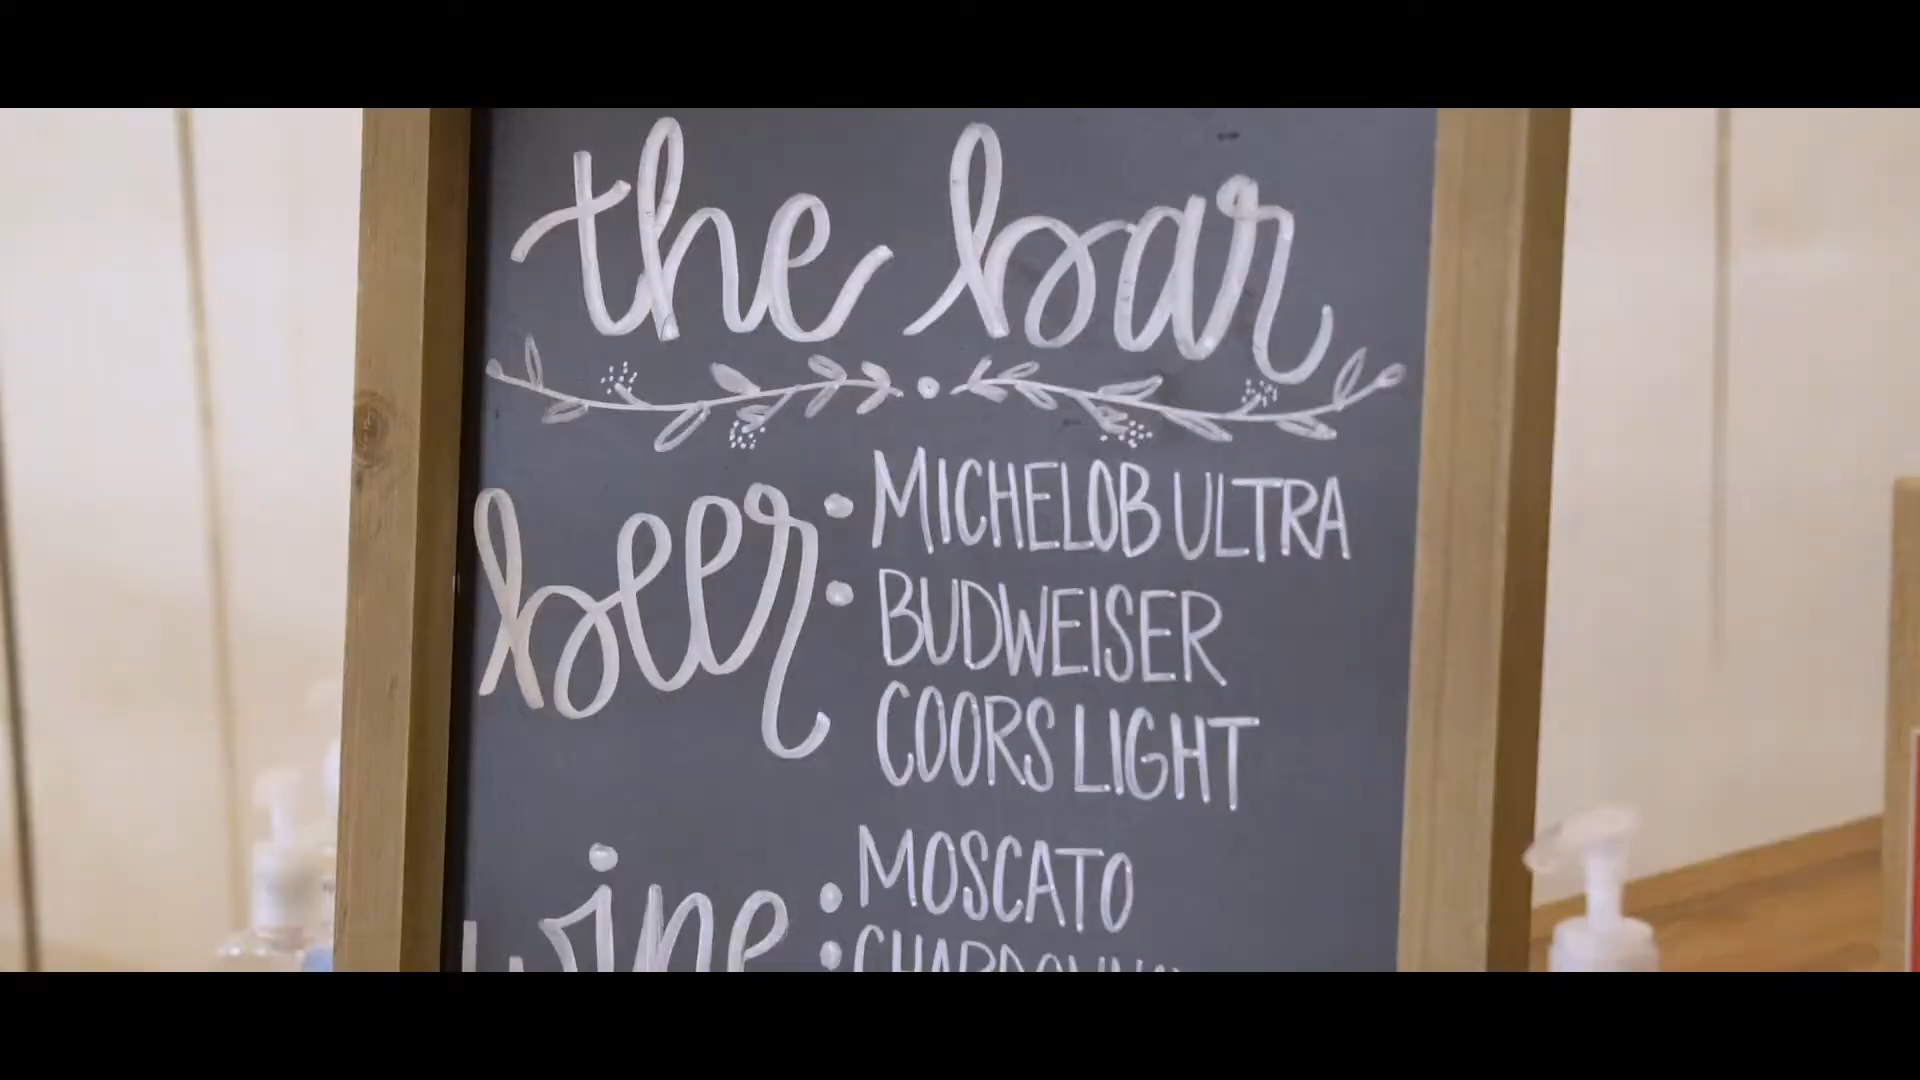 the bar
beer: MICHELOB ULTRA
BUDWEISER
COORS LIGHT
wine: MOSCATO